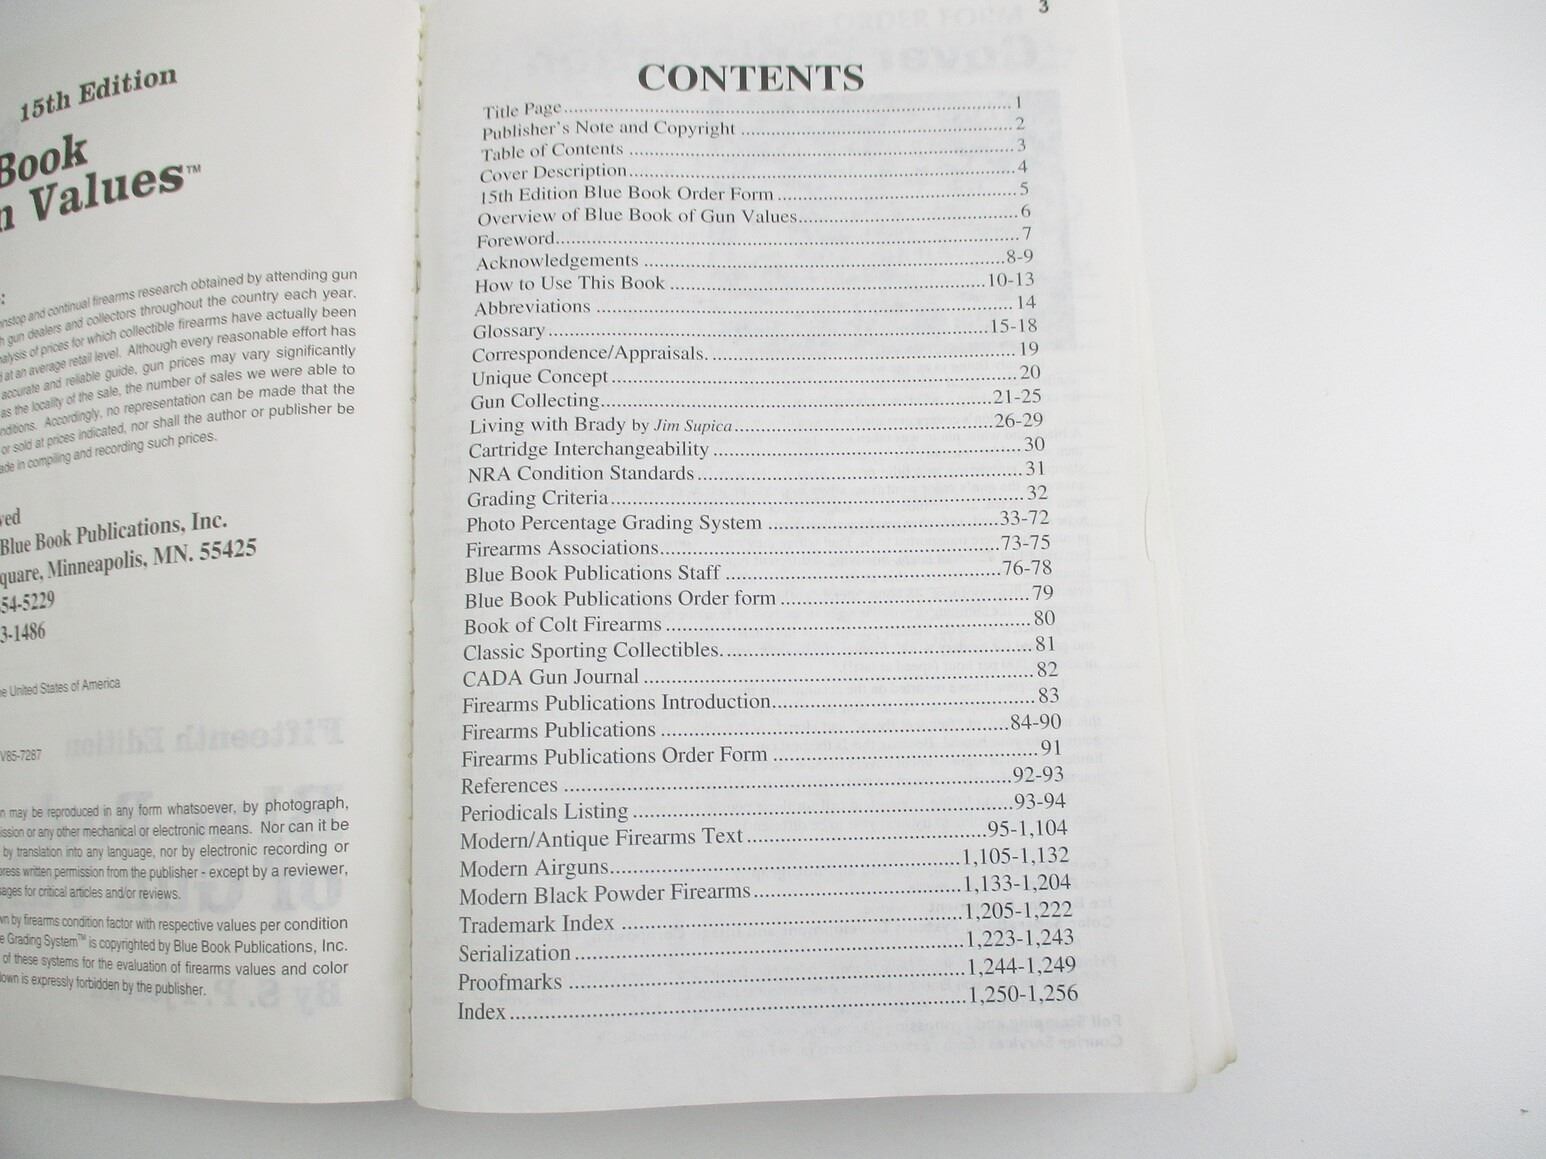 15th Edition
Book
n Values™
:
nstop and continual firearms research obtained by attending gun
h gun dealers and collectors throughout the country each year.
nalysis of prices for which collectible firearms have actually been
d at an average retail level. Although every reasonable effort has
accurate and reliable guide, gun prices may vary significantly
as the locality of the sale, the number of sales we were able to
nditions. Accordingly, no representation can be made that the
or sold at prices indicated, nor shall the author or publisher be
ade in compiling and recording such prices.
ved
Blue Book Publications, Inc.
quare, Minneapolis, MN. 55425
54-5229
3-1486
e United States of America
V85-7287
n may be reproduced in any form whatsoever, by photograph,
ission or any other mechanical or electronic means. Nor can it be
by translation into any language, nor by electronic recording or
press written permission from the publisher - except by a reviewer,
sages for critical articles and/or reviews.
wn by firearms condition factor with respective values per condition
e Grading System™ is copyrighted by Blue Book Publications, Inc.
of these systems for the evaluation of firearms values and color
down is expressly forbidden by the publisher.
3
CONTENTS
Title Page 1
Publisher's Note and Copyright 2
Table of Contents 3
Cover Description 4
15th Edition Blue Book Order Form 5
Overview of Blue Book of Gun Values 6
Foreword 7
Acknowledgements 8-9
How to Use This Book 10-13
Abbreviations 14
Glossary 15-18
Correspondence/Appraisals 19
Unique Concept 20
Gun Collecting 21-25
Living with Brady by Jim Supica 26-29
Cartridge Interchangeability 30
NRA Condition Standards 31
Grading Criteria 32
Photo Percentage Grading System 33-72
Firearms Associations 73-75
Blue Book Publications Staff 76-78
Blue Book Publications Order form 79
Book of Colt Firearms 80
Classic Sporting Collectibles 81
CADA Gun Journal 82
Firearms Publications Introduction 83
Firearms Publications 84-90
Firearms Publications Order Form 91
References 92-93
Periodicals Listing 93-94
Modern/Antique Firearms Text 95-1,104
Modern Airguns 1,105-1,132
Modern Black Powder Firearms 1,133-1,204
Trademark Index 1,205-1,222
Serialization 1,223-1,243
Proofmarks 1,244-1,249
Index 1,250-1,256